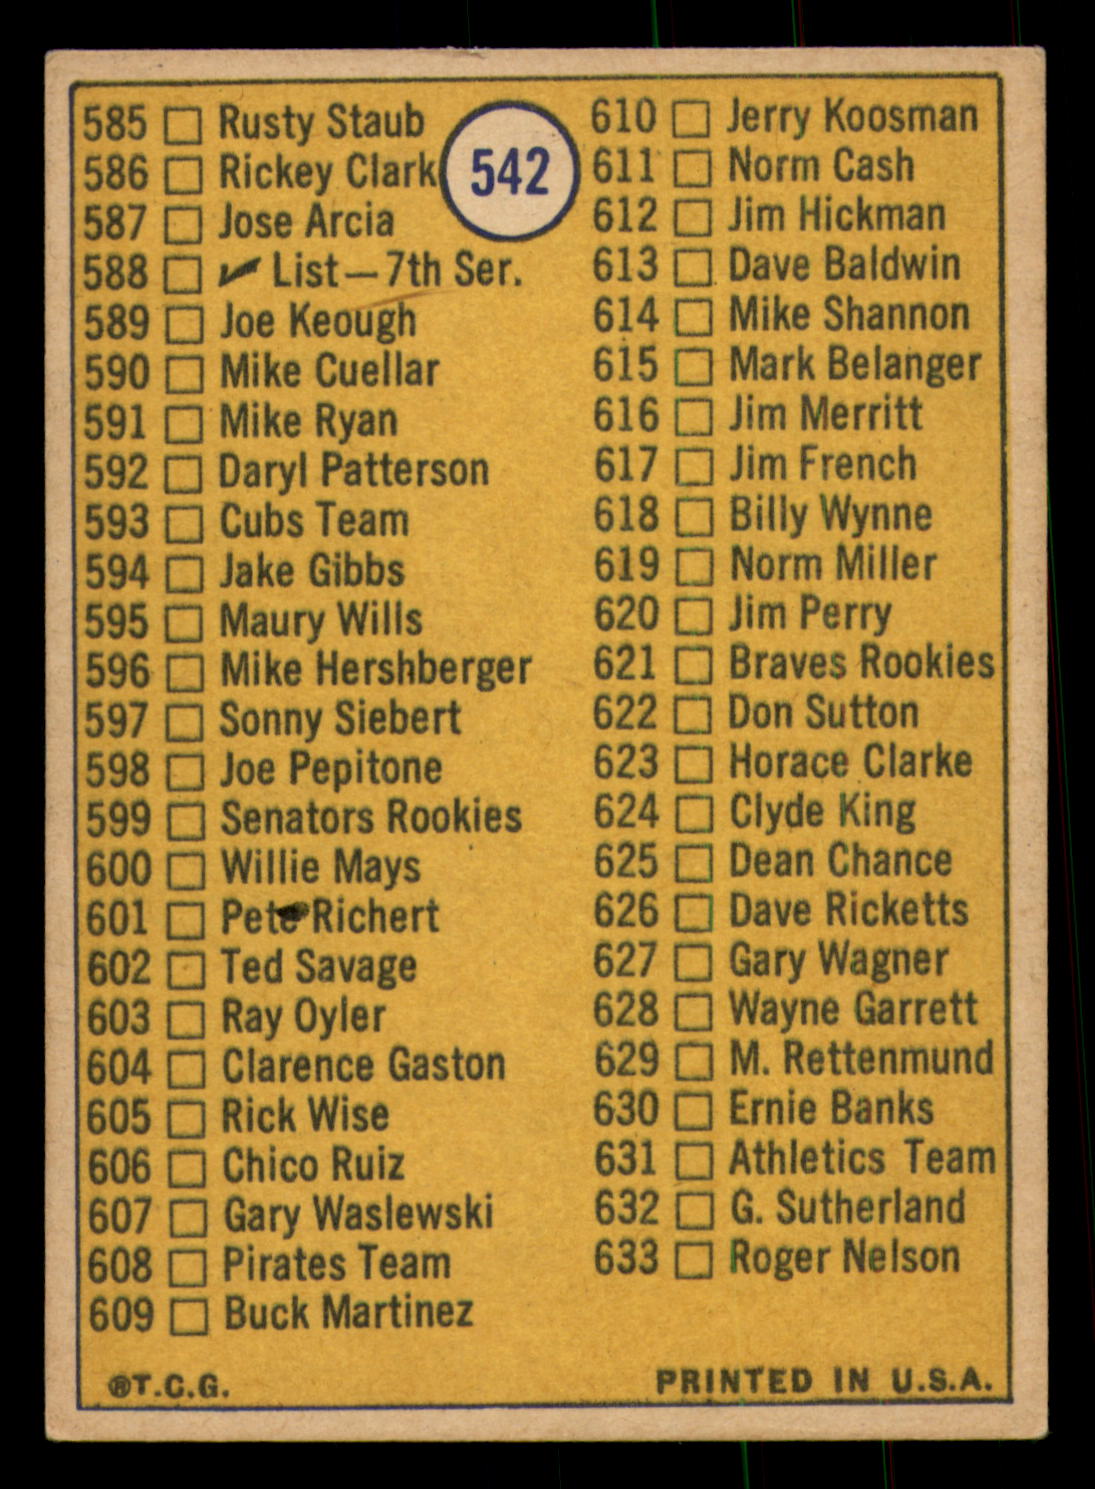 542
585 Rusty Staub
586 Rickey Clark
587 Jose Arcia
588 ✓ List—7th Ser.
589 Joe Keough
590 Mike Cuellar
591 Mike Ryan
592 Daryl Patterson
593 Cubs Team
594 Jake Gibbs
595 Maury Wills
596 Mike Hershberger
597 Sonny Siebert
598 Joe Pepitone
599 Senators Rookies
600 Willie Mays
601 Pete Richert
602 Ted Savage
603 Ray Oyler
604 Clarence Gaston
605 Rick Wise
606 Chico Ruiz
607 Gary Waslewski
608 Pirates Team
609 Buck Martinez
610 Jerry Koosman
611 Norm Cash
612 Jim Hickman
613 Dave Baldwin
614 Mike Shannon
615 Mark Belanger
616 Jim Merritt
617 Jim French
618 Billy Wynne
619 Norm Miller
620 Jim Perry
621 Braves Rookies
622 Don Sutton
623 Horace Clarke
624 Clyde King
625 Dean Chance
626 Dave Ricketts
627 Gary Wagner
628 Wayne Garrett
629 M. Rettenmund
630 Ernie Banks
631 Athletics Team
632 G. Sutherland
633 Roger Nelson
®T.C.G.
PRINTED IN U.S.A.